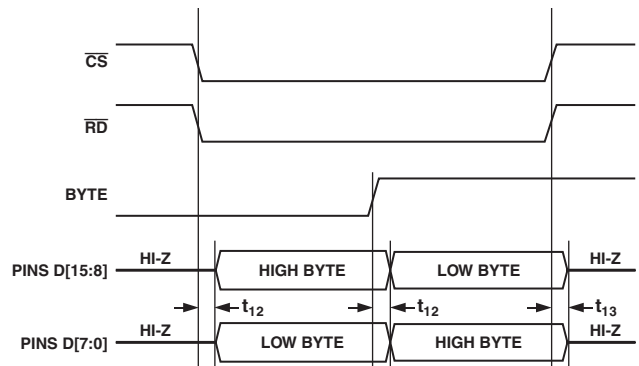 CS
RD
BYTE
PINS D[15:8] HI-Z HIGH BYTE LOW BYTE HI-Z
t12 t12 t13
PINS D[7:0] HI-Z LOW BYTE HIGH BYTE HI-Z